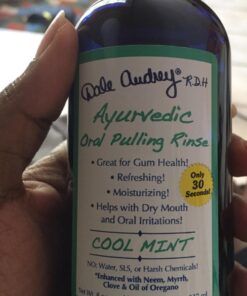 Dale Audrey® R.D.H
Ayurvedic
Oral Pulling Rinse
• Great for Gum Health!
• Refreshing!
• Moisturizing!
• Helps with Dry Mouth
and Oral Irritations!
Only
30
SECONDS!
COOL MINT
NO: Water, SLS, or Harsh Chemicals!
*Enhanced with Neem, Myrrh,
Clove & Oil of Oregano